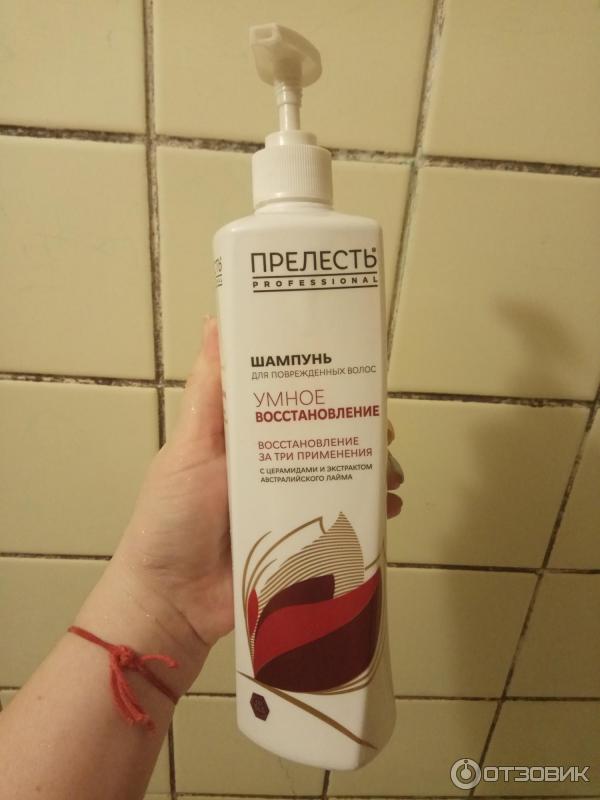 ПРЕЛЕСТЬ®
PROFESSIONAL
ШАМПУНЬ
ДЛЯ ПОВРЕЖДЕННЫХ ВОЛОС
УМНОЕ
ВОССТАНОВЛЕНИЕ
ВОССТАНОВЛЕНИЕ
ЗА ТРИ ПРИМЕНЕНИЯ
С ЦЕРАМИДАМИ И ЭКСТРАКТОМ
АВСТРАЛИЙСКОГО ЛАЙМА
ОТЗОВИК